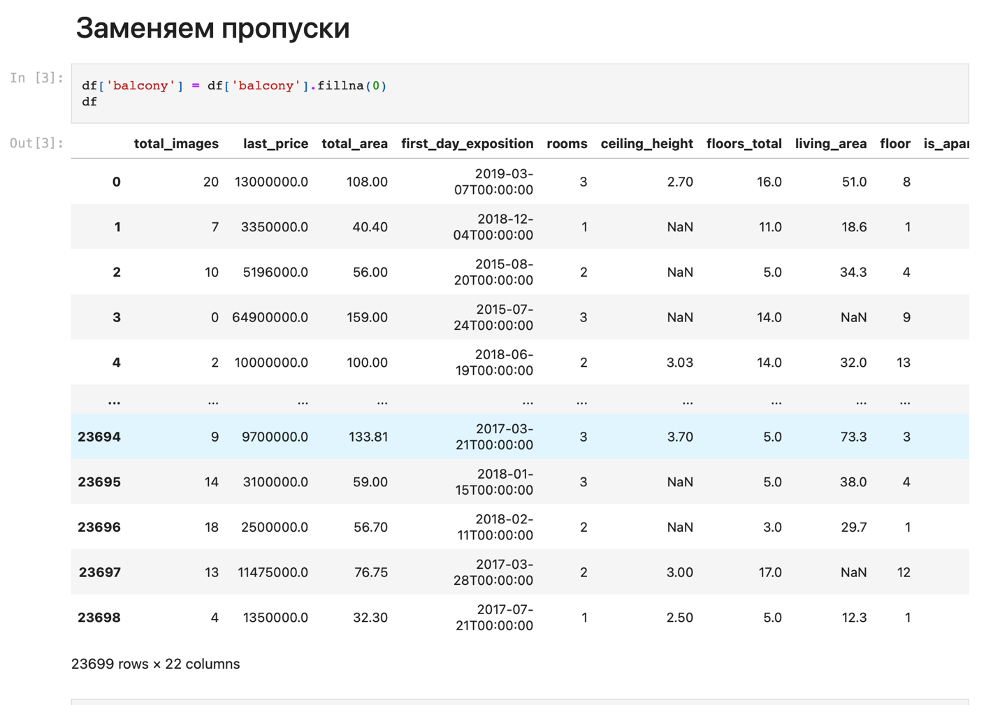 Заменяем пропуски
In [3]:
df['balcony'] = df['balcony'].fillna(0)
df
Out[3]:
total_images last_price total_area first_day_exposition rooms ceiling_height floors_total living_area floor is_apar
0 20 13000000.0 108.00 2019-03-07T00:00:00 3 2.70 16.0 51.0 8
1 7 3350000.0 40.40 2018-12-04T00:00:00 1 NaN 11.0 18.6 1
2 10 5196000.0 56.00 2015-08-20T00:00:00 2 NaN 5.0 34.3 4
3 0 64900000.0 159.00 2015-07-24T00:00:00 3 NaN 14.0 NaN 9
4 2 10000000.0 100.00 2018-06-19T00:00:00 2 3.03 14.0 32.0 13
... ... ... ... ... ... ... ... ... ...
23694 9 9700000.0 133.81 2017-03-21T00:00:00 3 3.70 5.0 73.3 3
23695 14 3100000.0 59.00 2018-01-15T00:00:00 3 NaN 5.0 38.0 4
23696 18 2500000.0 56.70 2018-02-11T00:00:00 2 NaN 3.0 29.7 1
23697 13 11475000.0 76.75 2017-03-28T00:00:00 2 3.00 17.0 NaN 12
23698 4 1350000.0 32.30 2017-07-21T00:00:00 1 2.50 5.0 12.3 1
23699 rows × 22 columns